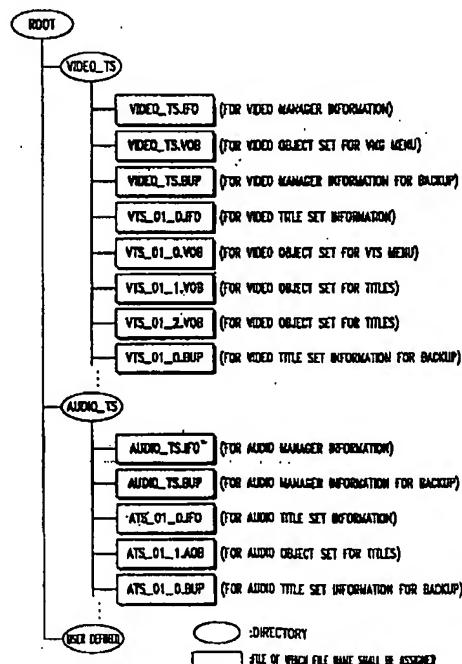 ROOT
VIDEO_TS
VIDEO_TS.IFO (FOR VIDEO MANAGER INFORMATION)
VIDEO_TS.VOB (FOR VIDEO OBJECT SET FOR VMG MENU)
VIDEO_TS.BUP (FOR VIDEO MANAGER INFORMATION FOR BACKUP)
VTS_01_0.IFO (FOR VIDEO TITLE SET INFORMATION)
VTS_01_0.VOB (FOR VIDEO OBJECT SET FOR VTS MENU)
VTS_01_1.VOB (FOR VIDEO OBJECT SET FOR TITLES)
VTS_01_2.VOB (FOR VIDEO OBJECT SET FOR TITLES)
VTS_01_0.BUP (FOR VIDEO TITLE SET INFORMATION FOR BACKUP)
AUDIO_TS
AUDIO_TS.IFO (FOR AUDIO MANAGER INFORMATION)
AUDIO_TS.BUP (FOR AUDIO MANAGER INFORMATION FOR BACKUP)
ATS_01_0.IFO (FOR AUDIO TITLE SET INFORMATION)
ATS_01_1.AOB (FOR AUDIO OBJECT SET FOR TITLES)
ATS_01_0.BUP (FOR AUDIO TITLE SET INFORMATION FOR BACKUP)
USER DEFINED
:DIRECTORY
:FILE OF WHICH FILE NAME SHALL BE ASSIGNED